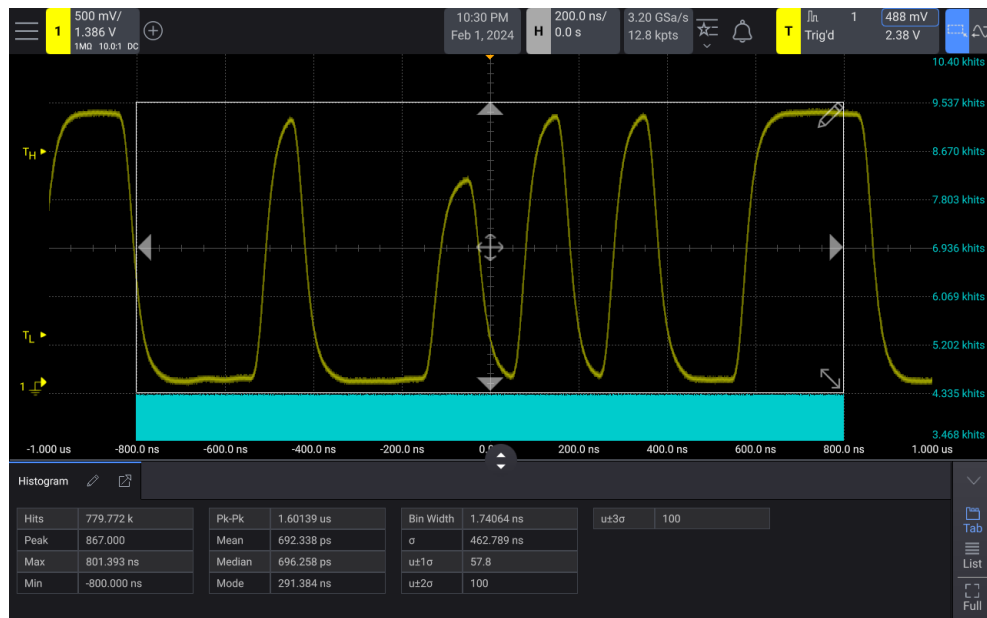 1 500 mV/ 1.386 V 1MΩ 10.0:1 DC
10:30 PM
Feb 1, 2024
H 200.0 ns/ 0.0 s
3.20 GSa/s
12.8 kpts
T 1 488 mV
Trig'd 2.38 V
10.40 khits
9.537 khits
TH
8.670 khits
7.803 khits
6.936 khits
6.069 khits
TL
5.202 khits
1
4.335 khits
3.468 khits
-1.000 us -800.0 ns -600.0 ns -400.0 ns -200.0 ns 0.0 200.0 ns 400.0 ns 600.0 ns 800.0 ns 1.000 us
Histogram
Hits 779.772 k Pk-Pk 1.60139 us Bin Width 1.74064 ns u±3σ 100
Peak 867.000 Mean 692.338 ps σ 462.789 ns
Max 801.393 ns Median 696.258 ps u±1σ 57.8
Min -800.000 ns Mode 291.384 ns u±2σ 100
Tab
List
Full